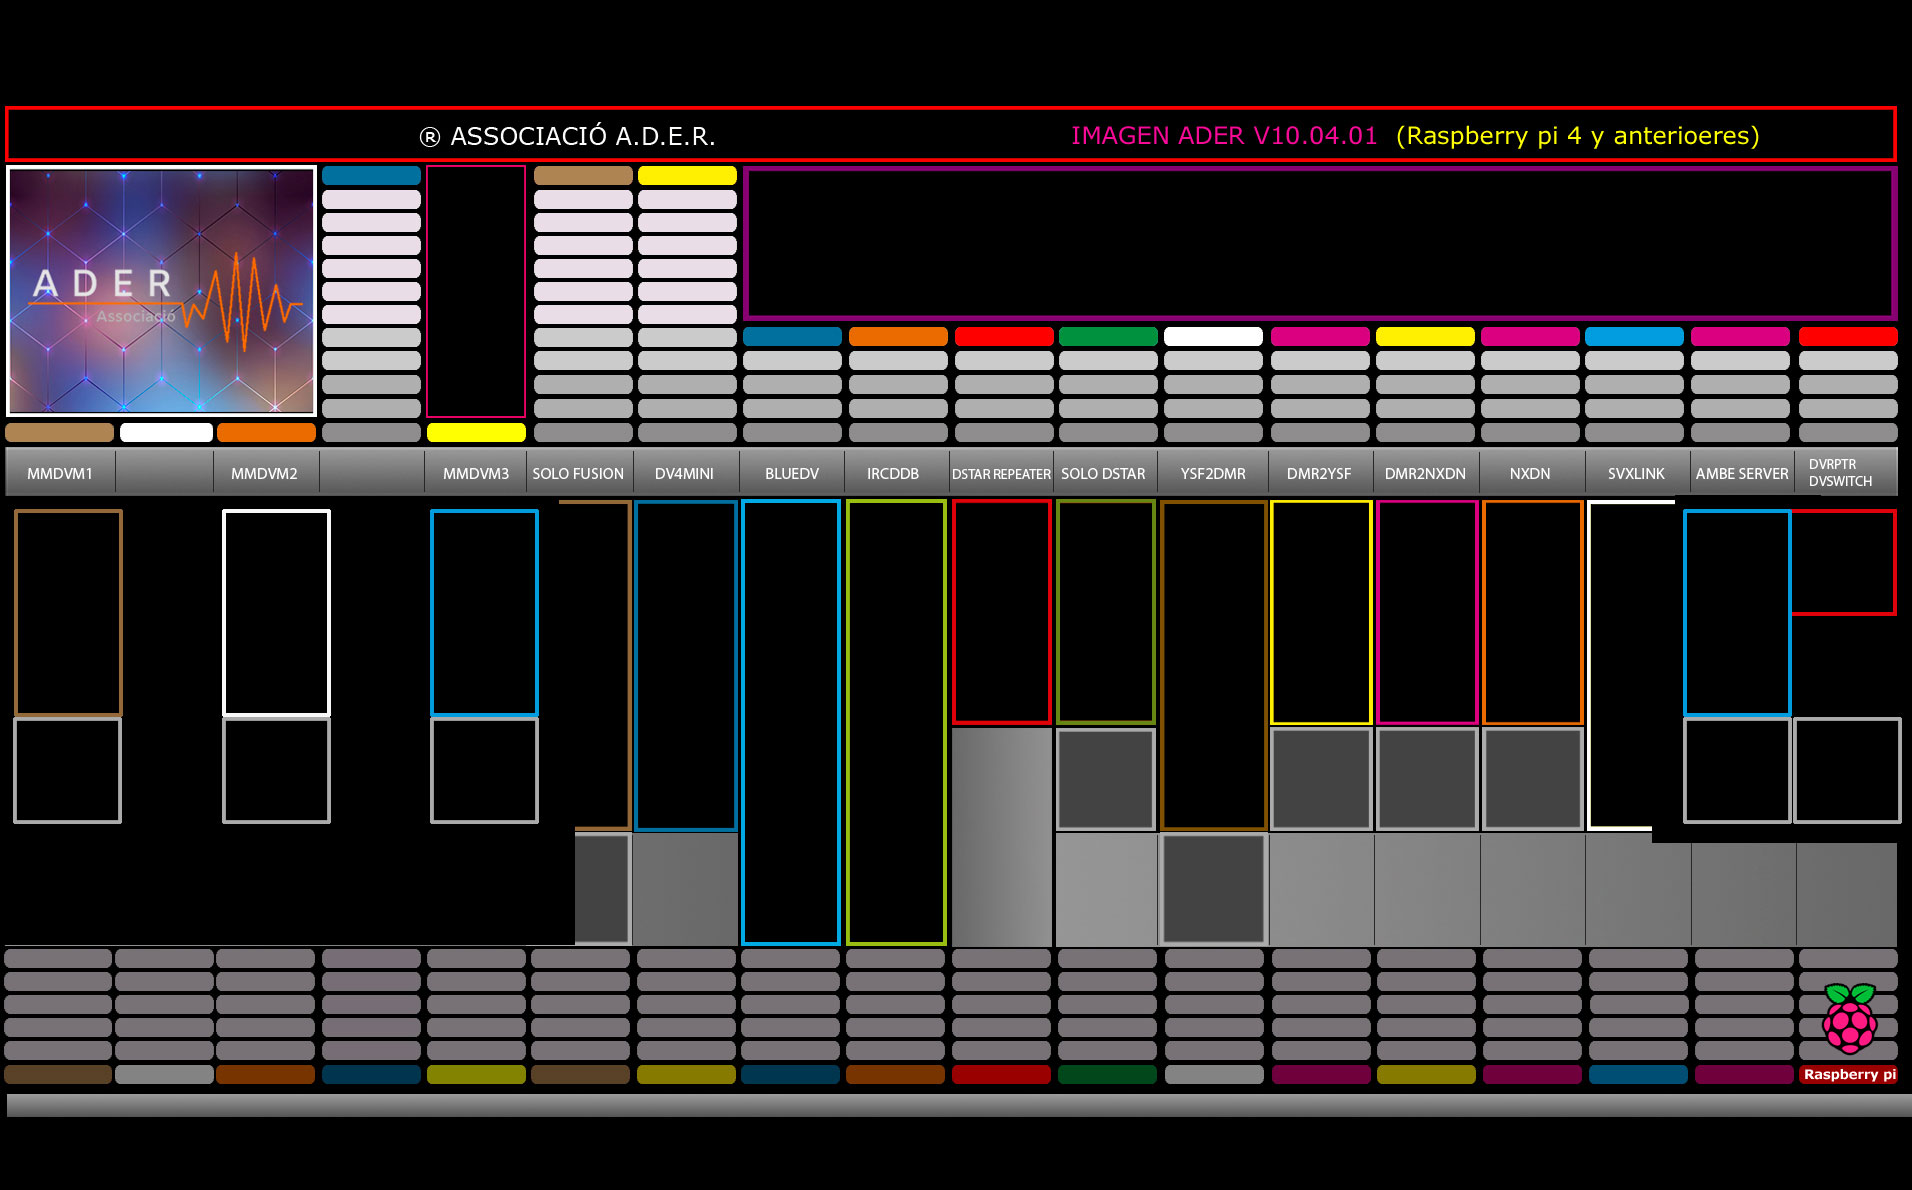 ® ASSOCIACIÓ A.D.E.R.
IMAGEN ADER V10.04.01 (Raspberry pi 4 y anterioeres)
ADER
Associació
MMDVM1
MMDVM2
MMDVM3
SOLO FUSION
DV4MINI
BLUEDV
IRCDDB
DSTAR REPEATER
SOLO DSTAR
YSF2DMR
DMR2YSF
DMR2NXDN
NXDN
SVXLINK
AMBE SERVER
DVRPTR
DVSWITCH
Raspberry pi